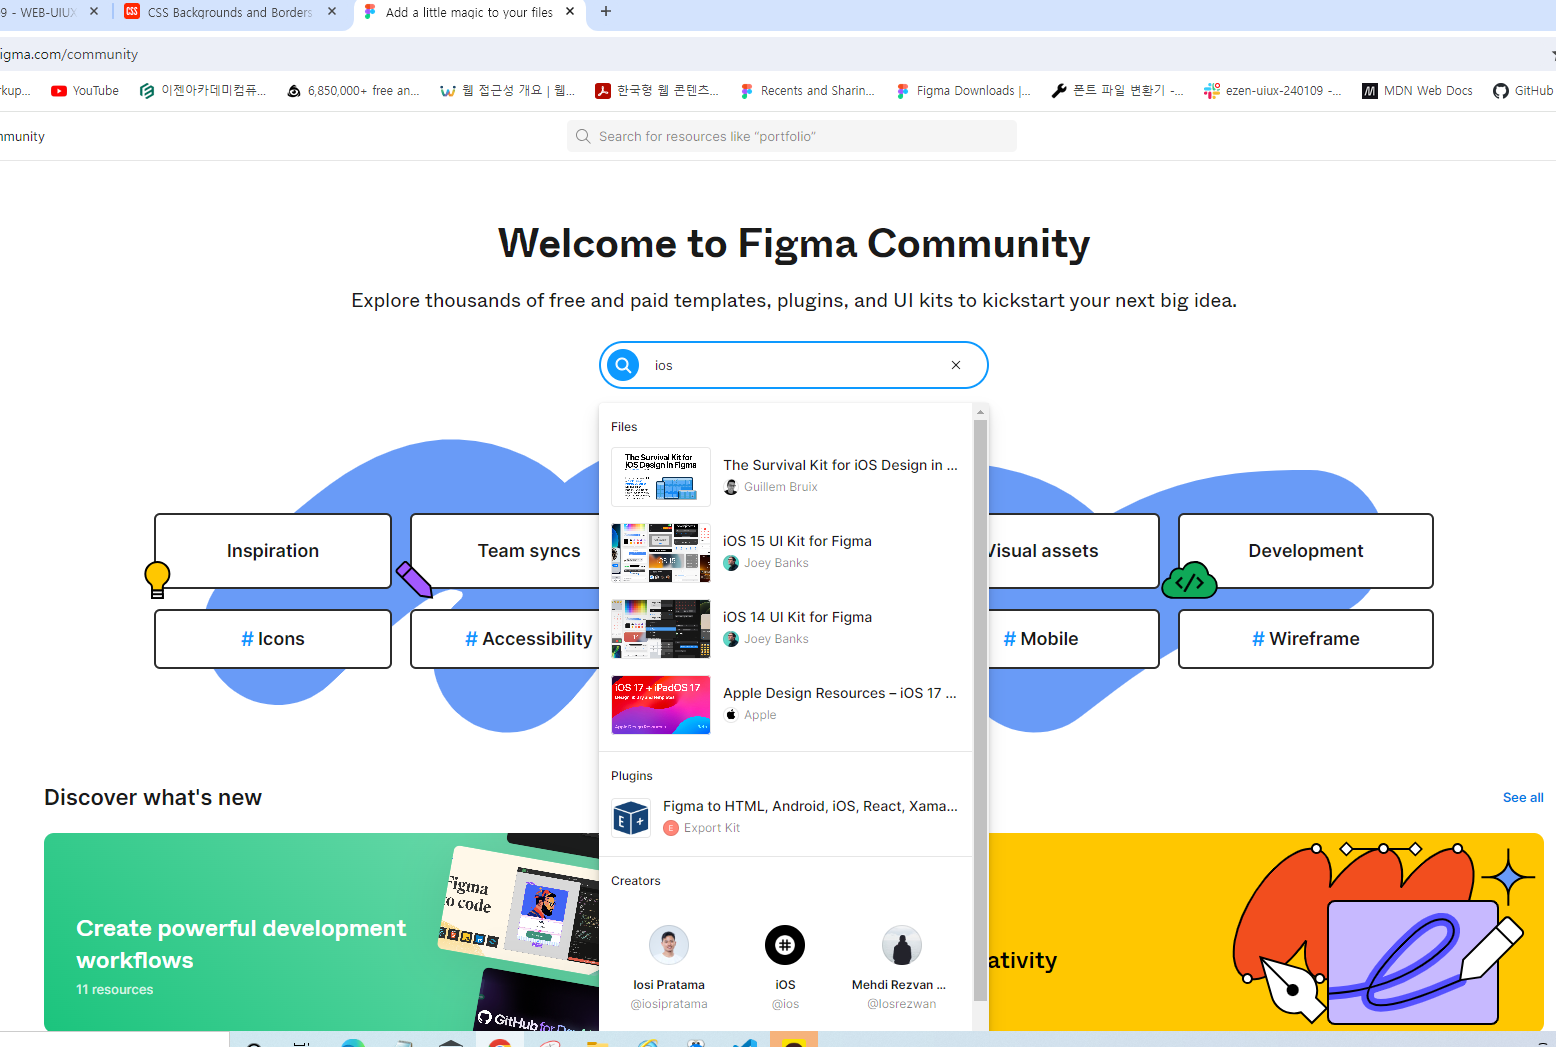 9 - WEB-UIUX
CSS Backgrounds and Borders
Add a little magic to your files
igma.com/community
rkup...
YouTube
이젠아카데미컴퓨...
6,850,000+ free an...
웹 접근성 개요 | 웹...
한국형 웹 콘텐츠...
Recents and Sharin...
Figma Downloads |...
폰트 파일 변환기 -...
ezen-uiux-240109 -...
MDN Web Docs
GitHub
mmunity
Search for resources like “portfolio”
Welcome to Figma Community
Explore thousands of free and paid templates, plugins, and UI kits to kickstart your next big idea.
ios
Files
The Survival Kit for
iOS Design in Figma
The Survival Kit for iOS Design in ...
Guillem Bruix
iOS 15
iOS 15 UI Kit for Figma
Joey Banks
iOS 14 UI Kit for Figma
Joey Banks
iOS 17 + iPadOS 17
Apple Design Resources – iOS 17 ...
Apple
Plugins
Figma to HTML, Android, iOS, React, Xama...
E
Export Kit
Creators
Iosi Pratama
@iosipratama
iOS
@ios
Mehdi Rezvan ...
@Iosrezwan
Inspiration
Team syncs
Visual assets
Development
# Icons
# Accessibility
# Mobile
# Wireframe
Discover what's new
See all
Create powerful development
workflows
11 resources
Figma
to code
GitHub for De
ativity